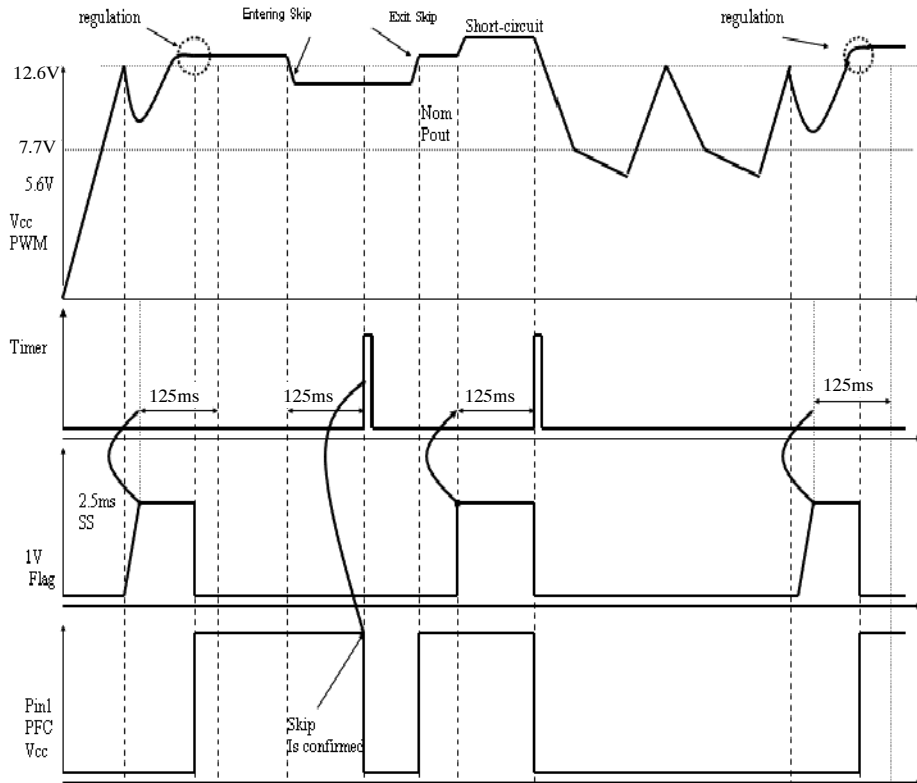 regulation
Entering Skip
Exit Skip
Short-circuit
regulation
12.6V
Nom
Pout
7.7V
5.6V
Vcc
PWM
Timer
125ms
125ms
125ms
125ms
2.5ms
SS
1V
Flag
Pin1
PFC
Vcc
Skip
Is confirmed